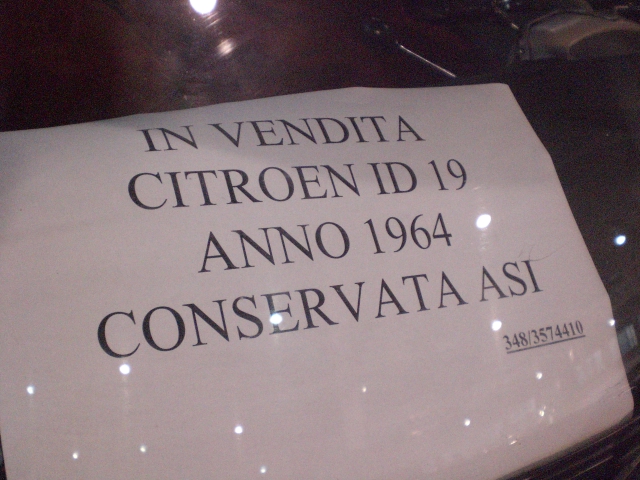 IN VENDITA
CITROEN ID 19
ANNO 1964
CONSERVATA ASI
348/3574410